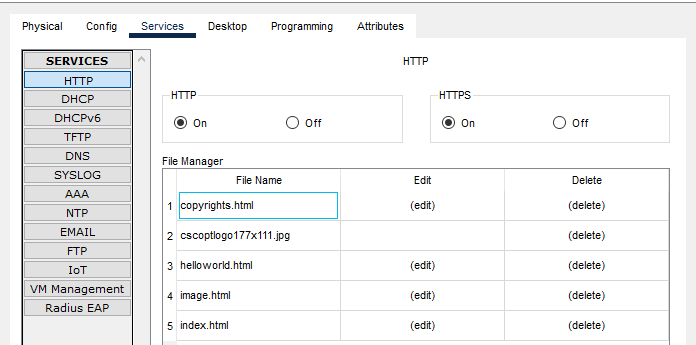 Physical Config Services Desktop Programming Attributes
SERVICES
HTTP
DHCP
DHCPv6
TFTP
DNS
SYSLOG
AAA
NTP
EMAIL
FTP
IoT
VM Management
Radius EAP
HTTP
HTTP
On Off
HTTPS
On Off
File Manager
File Name Edit Delete
1 copyrights.html (edit) (delete)
2 cscoptlogo177x111.jpg (delete)
3 helloworld.html (edit) (delete)
4 image.html (edit) (delete)
5 index.html (edit) (delete)